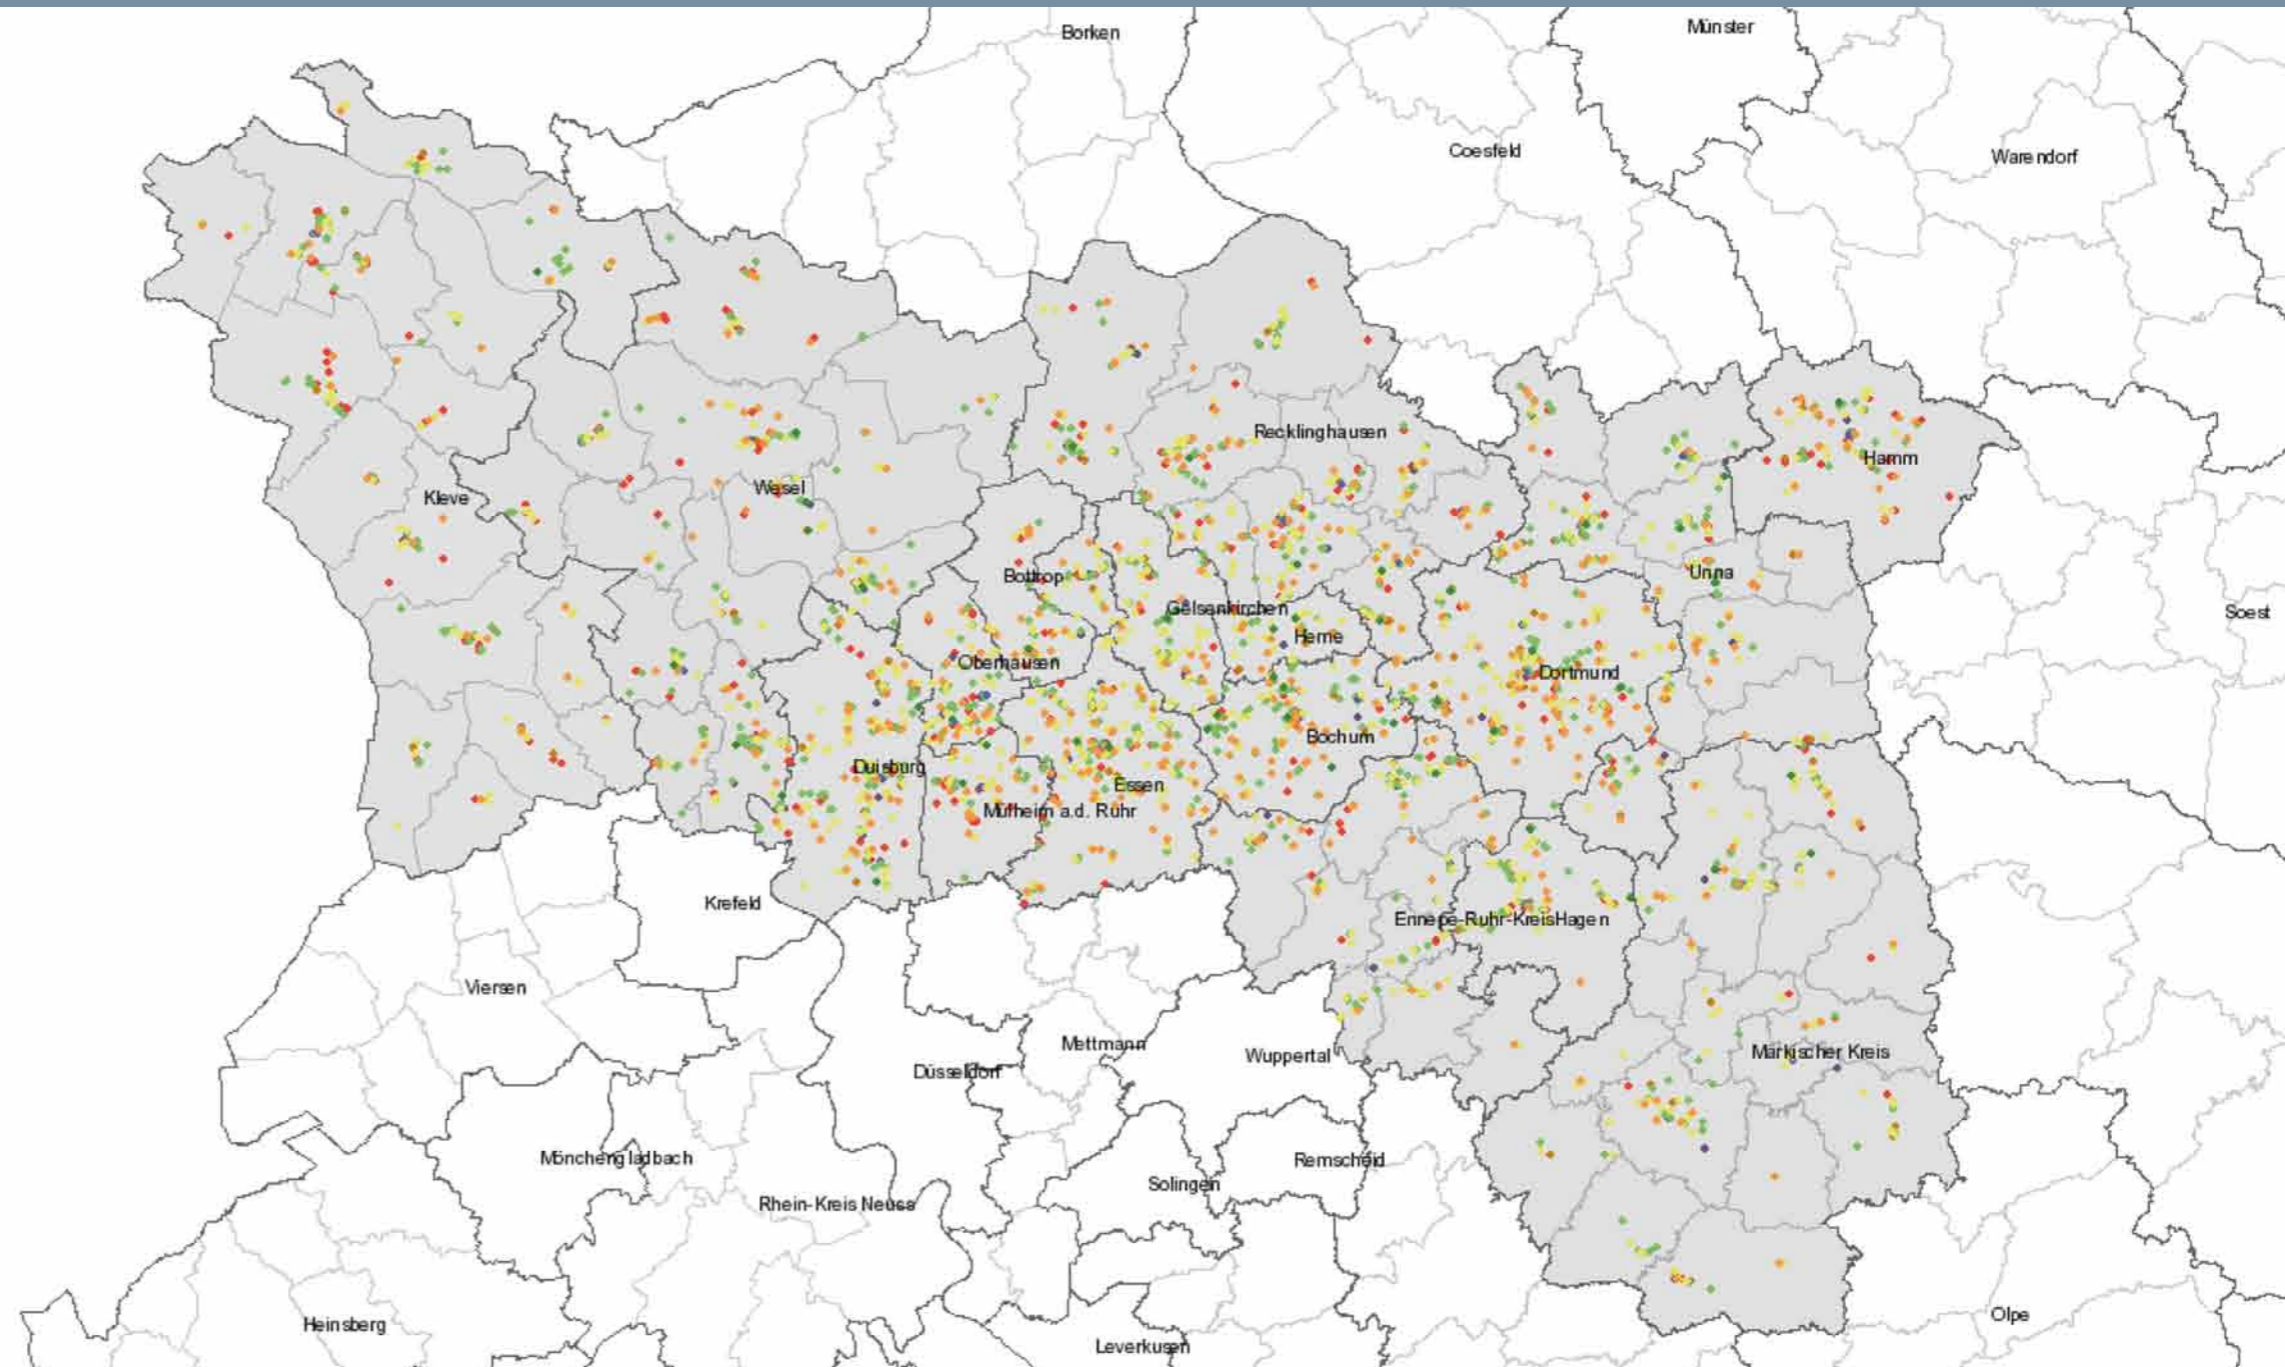 Borken
Münster
Coesfeld
Warendorf
Recklinghausen
Hamm
Wesel
Kleve
Bottrop
Unna
Gelsenkirchen
Soest
Herne
Oberhausen
Dortmund
Bochum
Duisburg
Essen
Mülheim a.d. Ruhr
Krefeld
Ennepe-Ruhr-Kreis
Hagen
Viersen
Mettmann
Wuppertal
Märkischer Kreis
Düsseldorf
Mönchengladbach
Remscheid
Solingen
Rhein-Kreis Neuss
Olpe
Heinsberg
Leverkusen